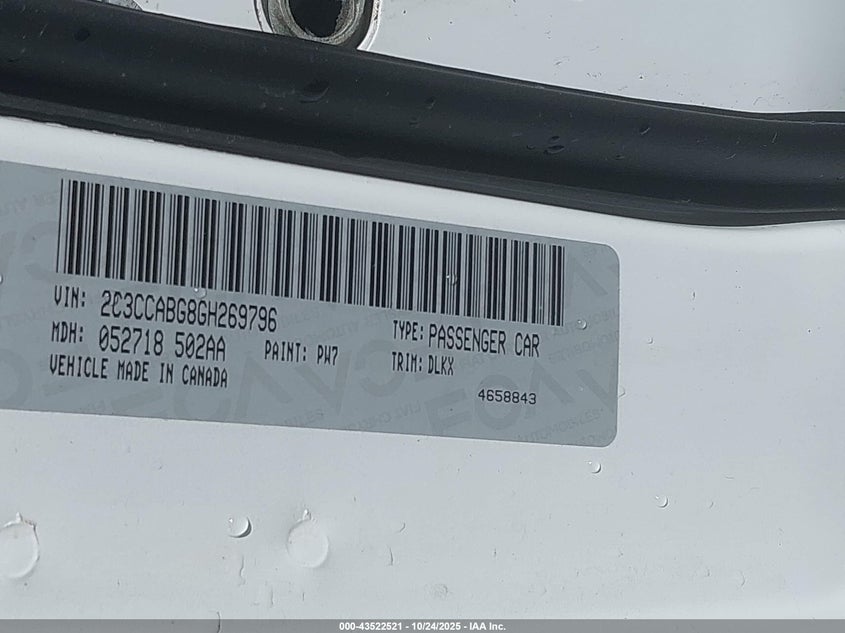 VIN: 2C3CCABG8GH269796
MDH: 052718 502AA
PAINT: PW7
VEHICLE MADE IN CANADA
TYPE: PASSENGER CAR
TRIM: DLKX
4658843
000-43522521 - 10/24/2025 - IAA Inc.